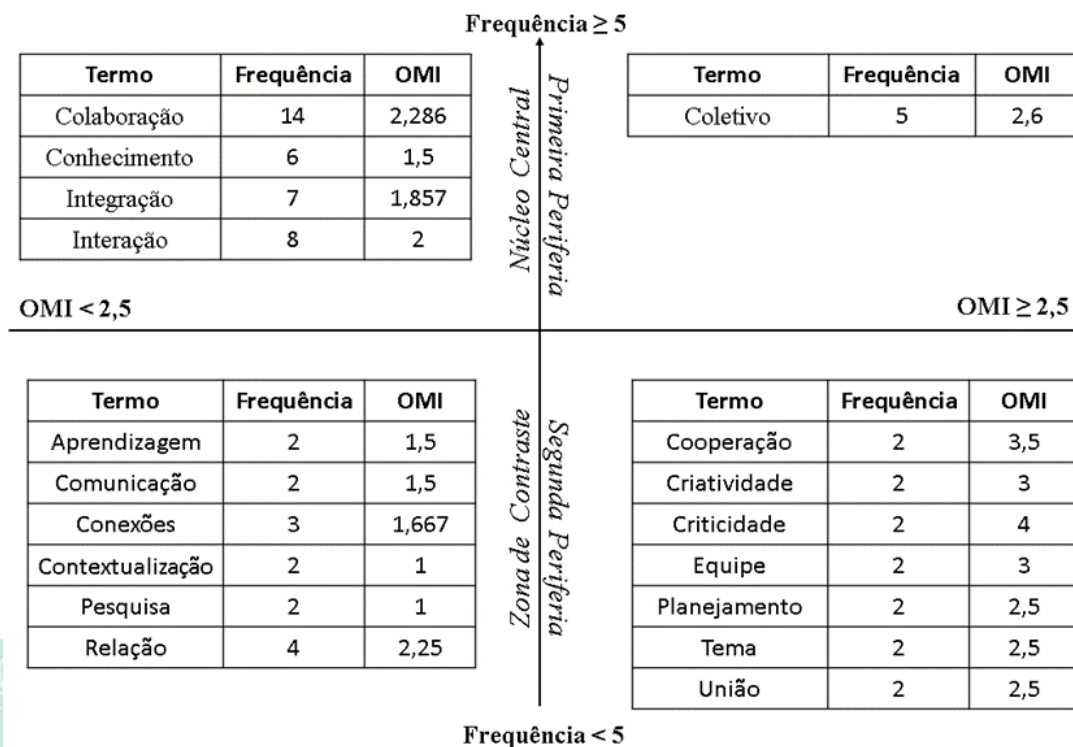 Frequência ≥ 5
Termo Frequência OMI
Colaboração 14 2,286
Conhecimento 6 1,5
Integração 7 1,857
Interação 8 2
Núcleo Central
Primeira Periferia
Termo Frequência OMI
Coletivo 5 2,6
OMI < 2,5
OMI ≥ 2,5
Termo Frequência OMI
Aprendizagem 2 1,5
Comunicação 2 1,5
Conexões 3 1,667
Contextualização 2 1
Pesquisa 2 1
Relação 4 2,25
Zona de Contraste
Segunda Periferia
Termo Frequência OMI
Cooperação 2 3,5
Criatividade 2 3
Criticidade 2 4
Equipe 2 3
Planejamento 2 2,5
Tema 2 2,5
União 2 2,5
Frequência < 5